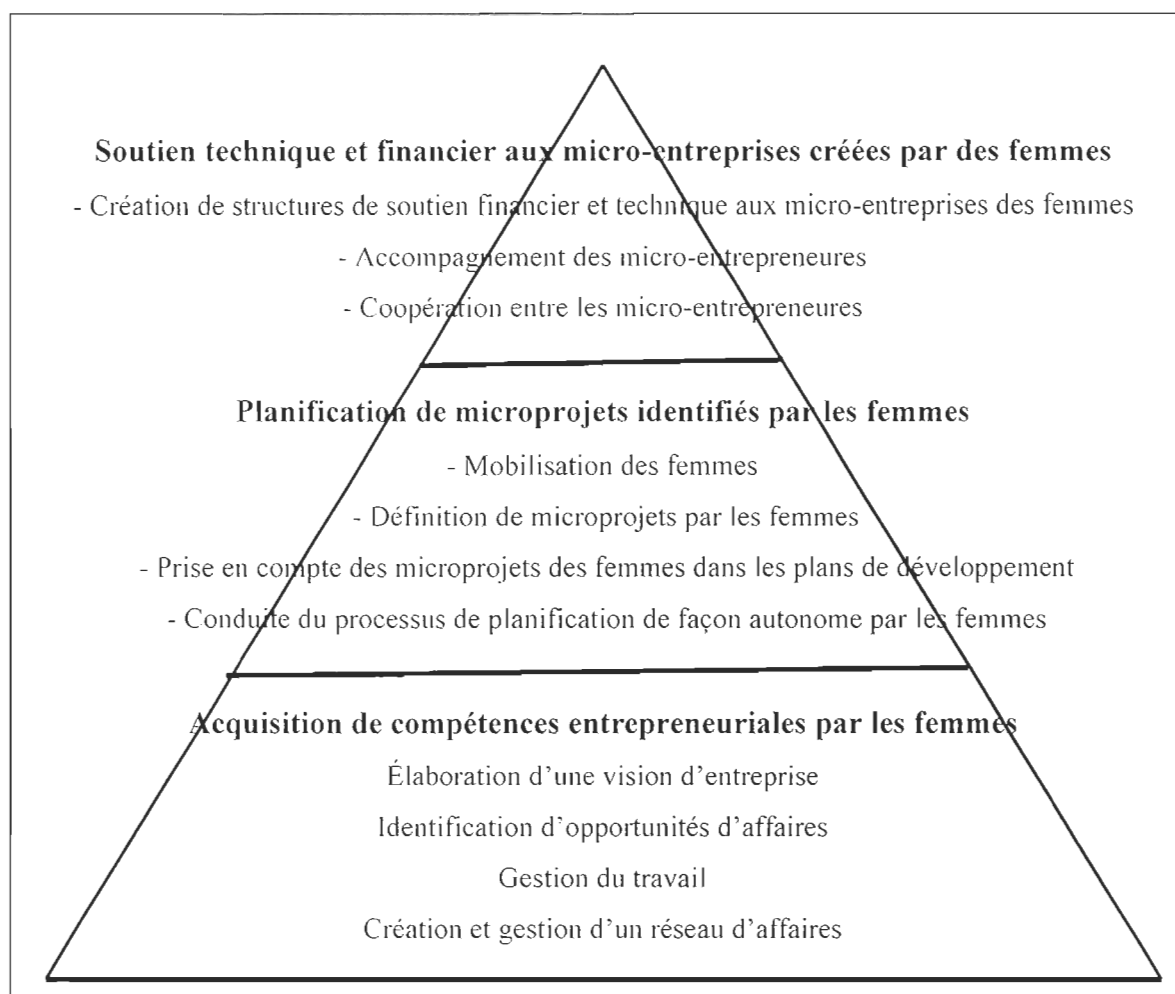 Soutien technique et financier aux micro-entreprises créées par des femmes
- Création de structures de soutien financier et technique aux micro-entreprises des femmes
- Accompagnement des micro-entrepreneures
- Coopération entre les micro-entrepreneures
Planification de microprojets identifiés par les femmes
- Mobilisation des femmes
- Définition de microprojets par les femmes
- Prise en compte des microprojets des femmes dans les plans de développement
- Conduite du processus de planification de façon autonome par les femmes
Acquisition de compétences entrepreneuriales par les femmes
Élaboration d'une vision d'entreprise
Identification d'opportunités d'affaires
Gestion du travail
Création et gestion d'un réseau d'affaires